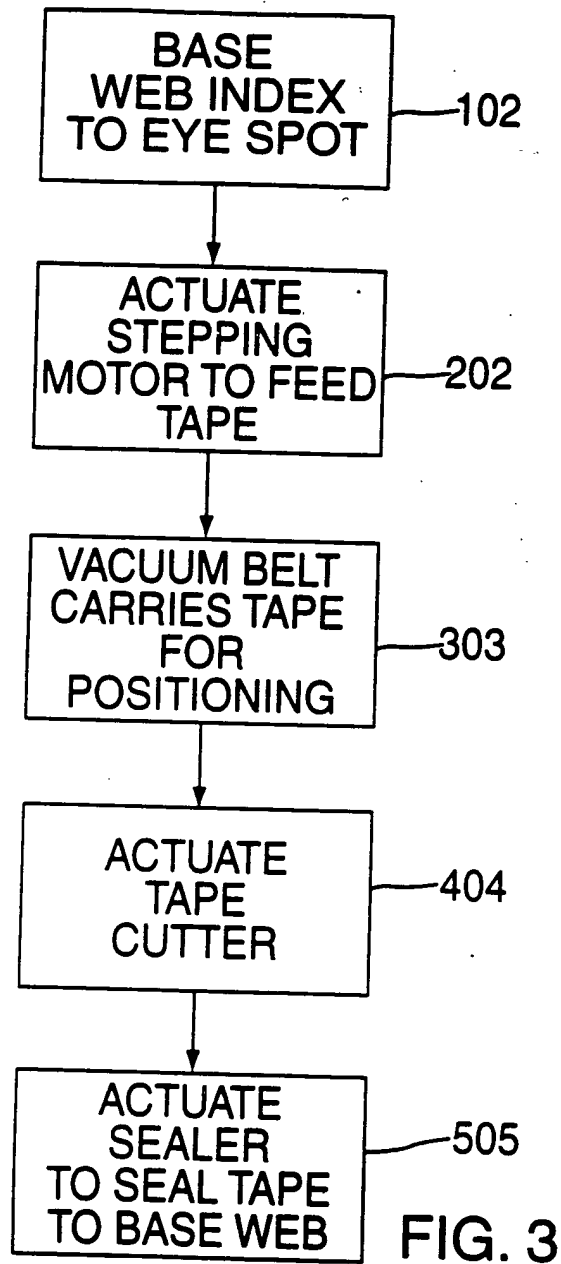 BASE
WEB INDEX
TO EYE SPOT
102
ACTUATE
STEPPING
MOTOR TO FEED
TAPE
202
VACUUM BELT
CARRIES TAPE
FOR
POSITIONING
303
ACTUATE
TAPE
CUTTER
404
ACTUATE
SEALER
TO SEAL TAPE
TO BASE WEB
505
FIG. 3